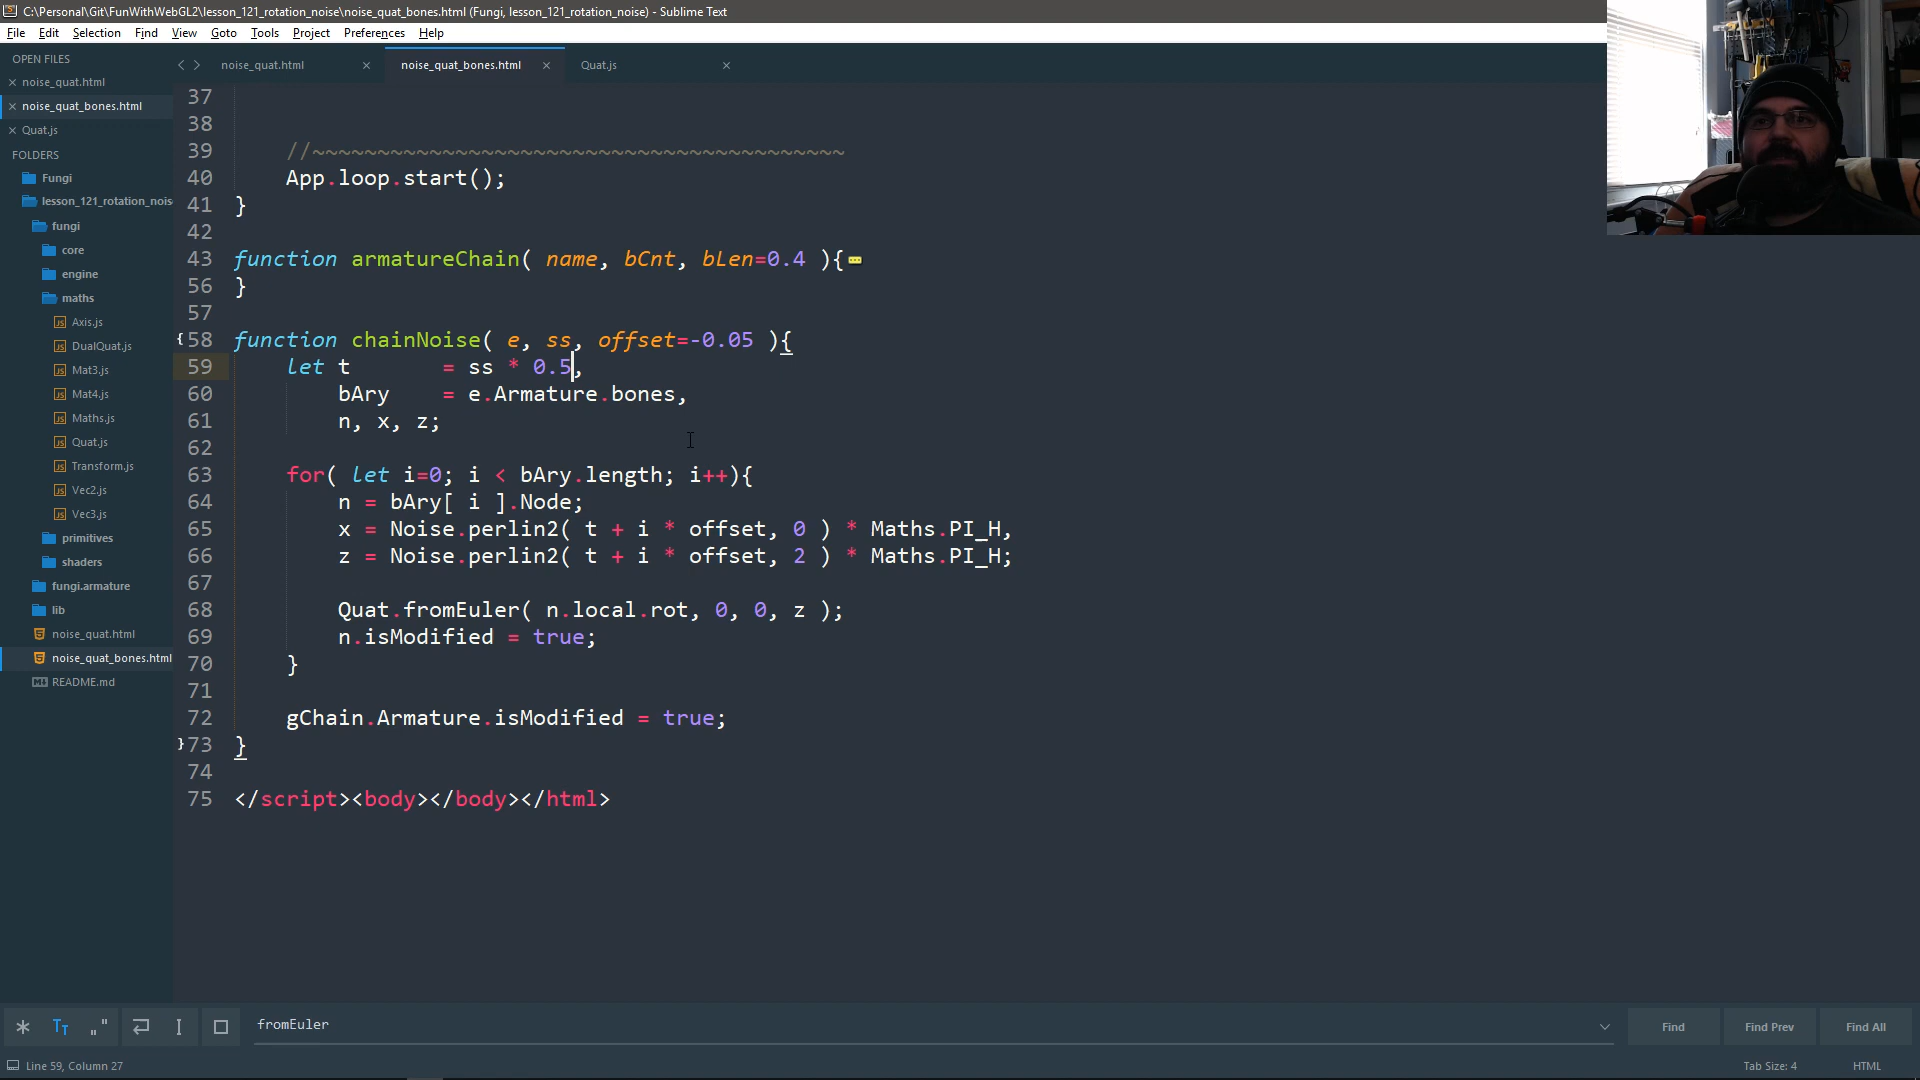 C:\Personal\Git\FunWithWebGL2\lesson_121_rotation_noise\noise_quat_bones.html (Fungi, lesson_121_rotation_noise) - Sublime Text
File Edit Selection Find View Goto Tools Project Preferences Help
OPEN FILES
noise_quat.html
noise_quat_bones.html
Quat.js
FOLDERS
Fungi
lesson_121_rotation_nois
fungi
core
engine
maths
Axis.js
DualQuat.js
Mat3.js
Mat4.js
Maths.js
Quat.js
Transform.js
Vec2.js
Vec3.js
primitives
shaders
fungi.armature
lib
noise_quat.html
noise_quat_bones.html
README.md
noise_quat.html noise_quat_bones.html Quat.js
37
38
39 //~~~~~~~~~~~~~~~~~~~~~~~~~~~~~~~~~~~~~~~~~
40 App.loop.start();
41 }
42
43 function armatureChain( name, bCnt, bLen=0.4 ){
56 }
57
58 function chainNoise( e, ss, offset=-0.05 ){
59 let t = ss * 0.5,
60 bAry = e.Armature.bones,
61 n, x, z;
62
63 for( let i=0; i < bAry.length; i++){
64 n = bAry[ i ].Node;
65 x = Noise.perlin2( t + i * offset, 0 ) * Maths.PI_H,
66 z = Noise.perlin2( t + i * offset, 2 ) * Maths.PI_H;
67
68 Quat.fromEuler( n.local.rot, 0, 0, z );
69 n.isModified = true;
70 }
71
72 gChain.Armature.isModified = true;
73 }
74
75 </script><body></body></html>
fromEuler
Find Find Prev Find All
Line 59, Column 27
Tab Size: 4 HTML